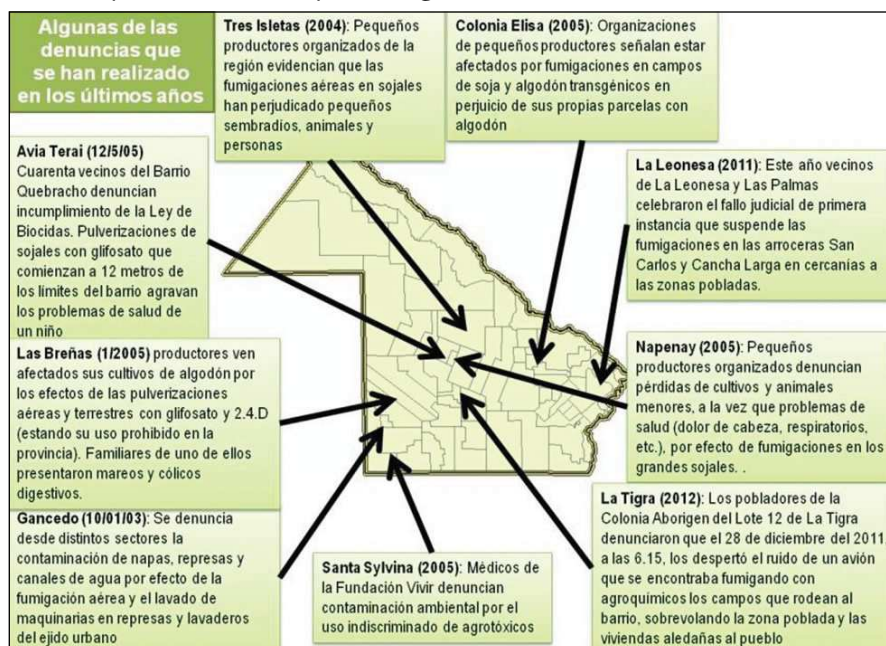 Algunas de las
denuncias que
se han realizado
en los últimos años
Tres Isletas (2004): Pequeños
productores organizados de la
región evidencian que las
fumigaciones aéreas en sojales
han perjudicado pequeños
sembradíos, animales y
personas
Colonia Elisa (2005): Organizaciones
de pequeños productores señalan estar
afectados por fumigaciones en campos
de soja y algodón transgénicos en
perjuicio de sus propias parcelas con
algodón
Avia Terai (12/5/05)
Cuarenta vecinos del Barrio
Quebracho denuncian
incumplimiento de la Ley de
Biocidas. Pulverizaciones de
sojales con glifosato que
comienzan a 12 metros de
los límites del barrio agravan
los problemas de salud de
un niño
La Leonesa (2011): Este año vecinos
de La Leonesa y Las Palmas
celebraron el fallo judicial de primera
instancia que suspende las
fumigaciones en las arroceras San
Carlos y Cancha Larga en cercanías a
las zonas pobladas.
Las Breñas (1/2005) productores ven
afectados sus cultivos de algodón por
los efectos de las pulverizaciones
aéreas y terrestres con glifosato y 2.4.D
(estando su uso prohibido en la
provincia). Familiares de uno de ellos
presentaron mareos y cólicos
digestivos.
Napenay (2005): Pequeños
productores organizados denuncian
pérdidas de cultivos y animales
menores, a la vez que problemas de
salud (dolor de cabeza, respiratorios,
etc.), por efecto de fumigaciones en los
grandes sojales. .
Gancedo (10/01/03): Se denuncia
desde distintos sectores la
contaminación de napas, represas y
canales de agua por efecto de la
fumigación aérea y el lavado de
maquinarias en represas y lavaderos
del ejido urbano
Santa Sylvina (2005): Médicos de
la Fundación Vivir denuncian
contaminación ambiental por el
uso indiscriminado de agrotóxicos
La Tigra (2012): Los pobladores de la
Colonia Aborigen del Lote 12 de La Tigra
denunciaron que el 28 de diciembre del 2011,
a las 6.15, los despertó el ruido de un avión
que se encontraba fumigando con
agroquímicos los campos que rodean al
barrio, sobrevolando la zona poblada y las
viviendas aledañas al pueblo